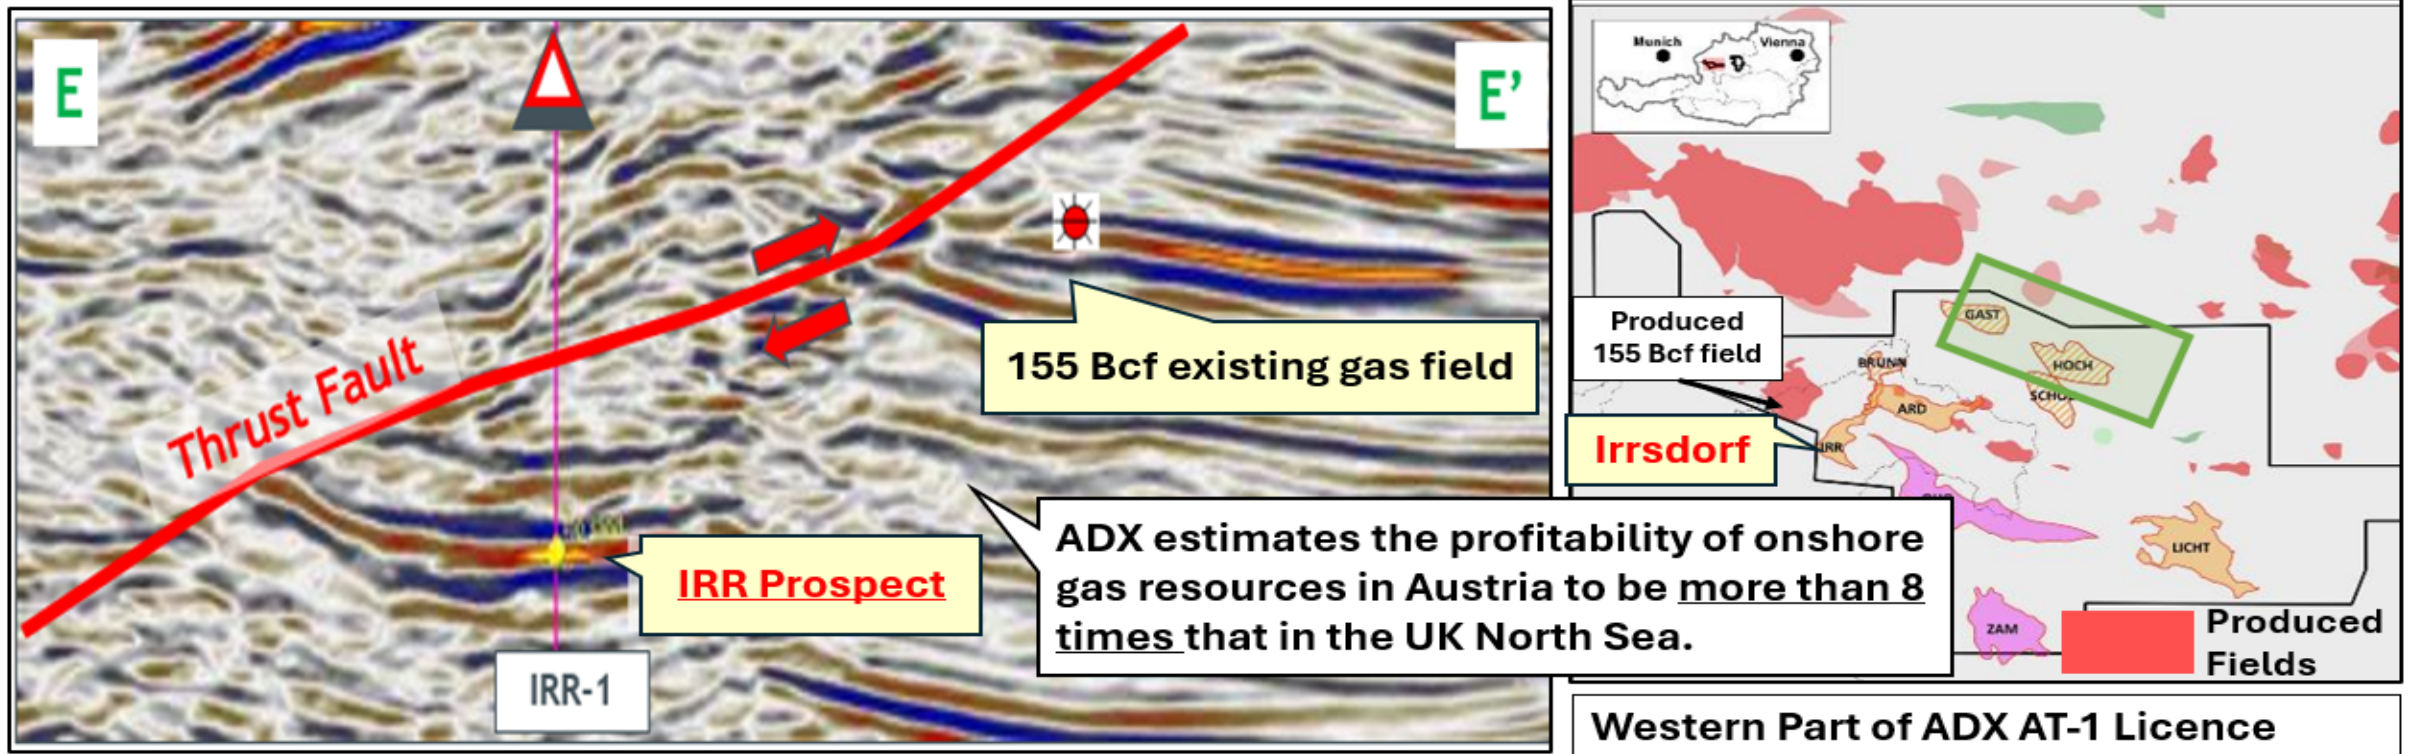 E
E'
Thrust Fault
155 Bcf existing gas field
IRR Prospect
ADX estimates the profitability of onshore
gas resources in Austria to be more than 8
times that in the UK North Sea.
IRR-1
Munich
Vienna
Produced
155 Bcf field
Irrsdorf
GAST
HOCH
BRUNN
ARD
IRR
LICHT
ZAM
Produced
Fields
Western Part of ADX AT-1 Licence